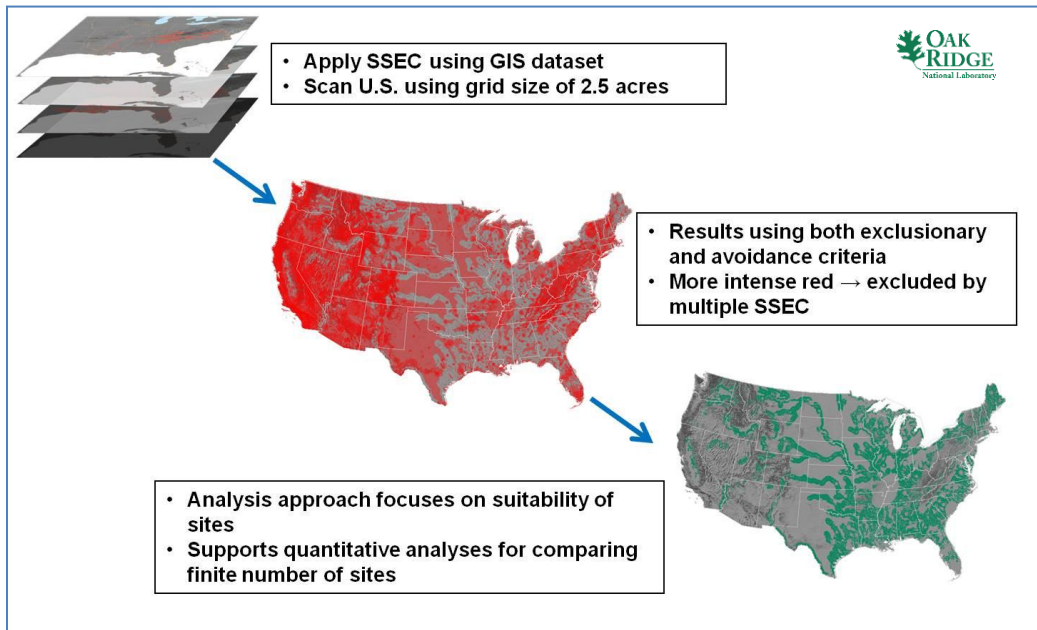 • Apply SSEC using GIS dataset
• Scan U.S. using grid size of 2.5 acres
OAK
RIDGE
National Laboratory
• Results using both exclusionary
and avoidance criteria
• More intense red → excluded by
multiple SSEC
• Analysis approach focuses on suitability of
sites
• Supports quantitative analyses for comparing
finite number of sites